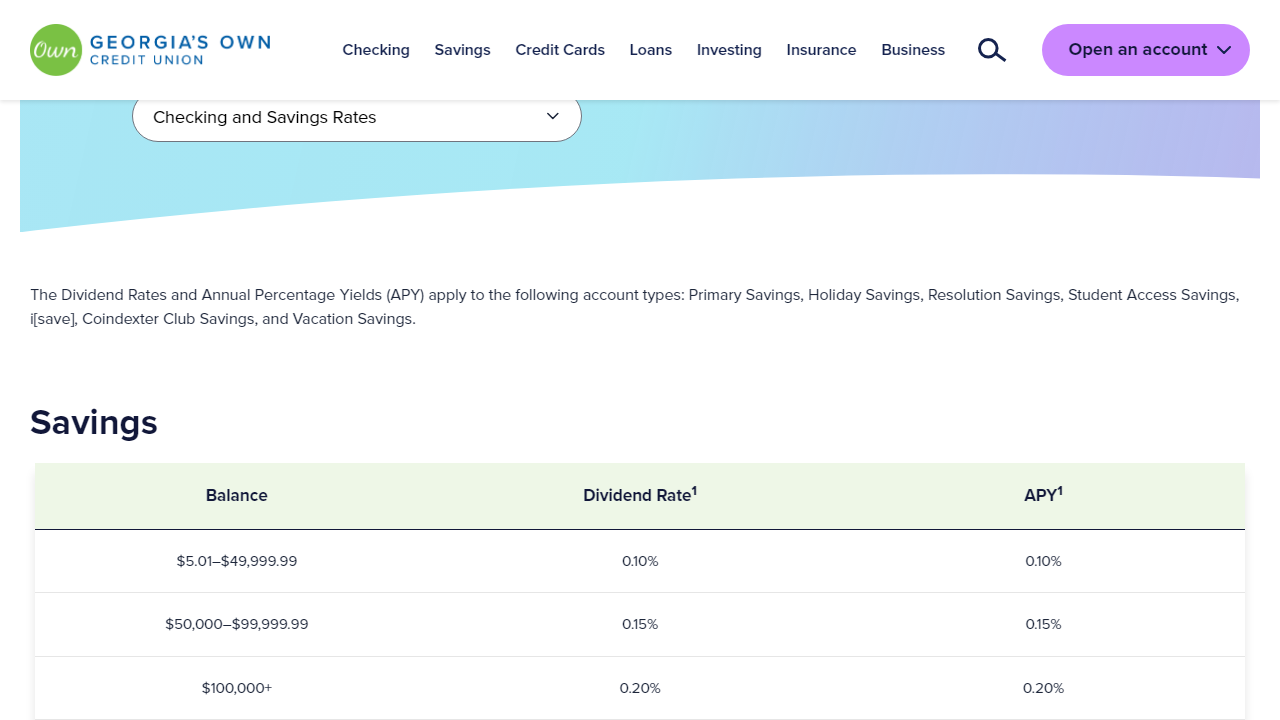 Own GEORGIA'S OWN
CREDIT UNION
Checking Savings Credit Cards Loans Investing Insurance Business Open an account
Checking and Savings Rates
The Dividend Rates and Annual Percentage Yields (APY) apply to the following account types: Primary Savings, Holiday Savings, Resolution Savings, Student Access Savings,
i[save], Coindexter Club Savings, and Vacation Savings.
Savings
Balance Dividend Rate¹ APY¹
$5.01–$49,999.99 0.10% 0.10%
$50,000–$99,999.99 0.15% 0.15%
$100,000+ 0.20% 0.20%